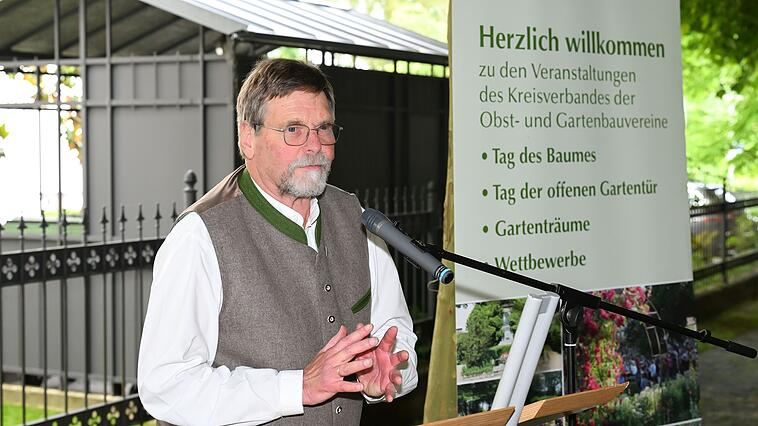 Herzlich willkommen
zu den Veranstaltungen
des Kreisverbandes der
Obst- und Gartenbauvereine
• Tag des Baumes
• Tag der offenen Gartentür
• Gartenträume
• Wettbewerbe